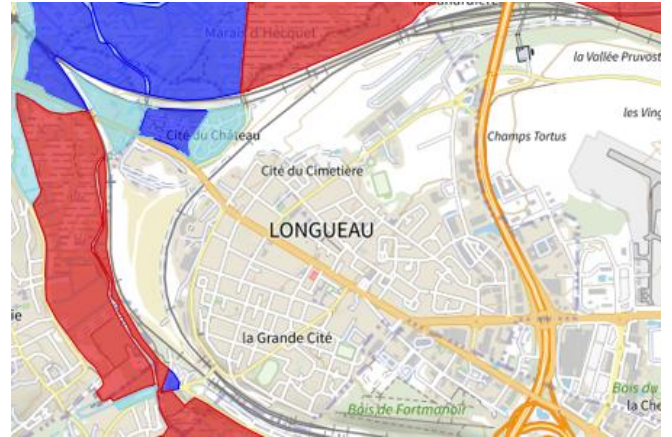 Marais d'Hecquet
la Vallée Pruvost
les Ving
Champs Tortus
Cité du Château
Cité du Cimetière
LONGUEAU
la Grande Cité
Bois de Fortmanoir
Bois du
la Che